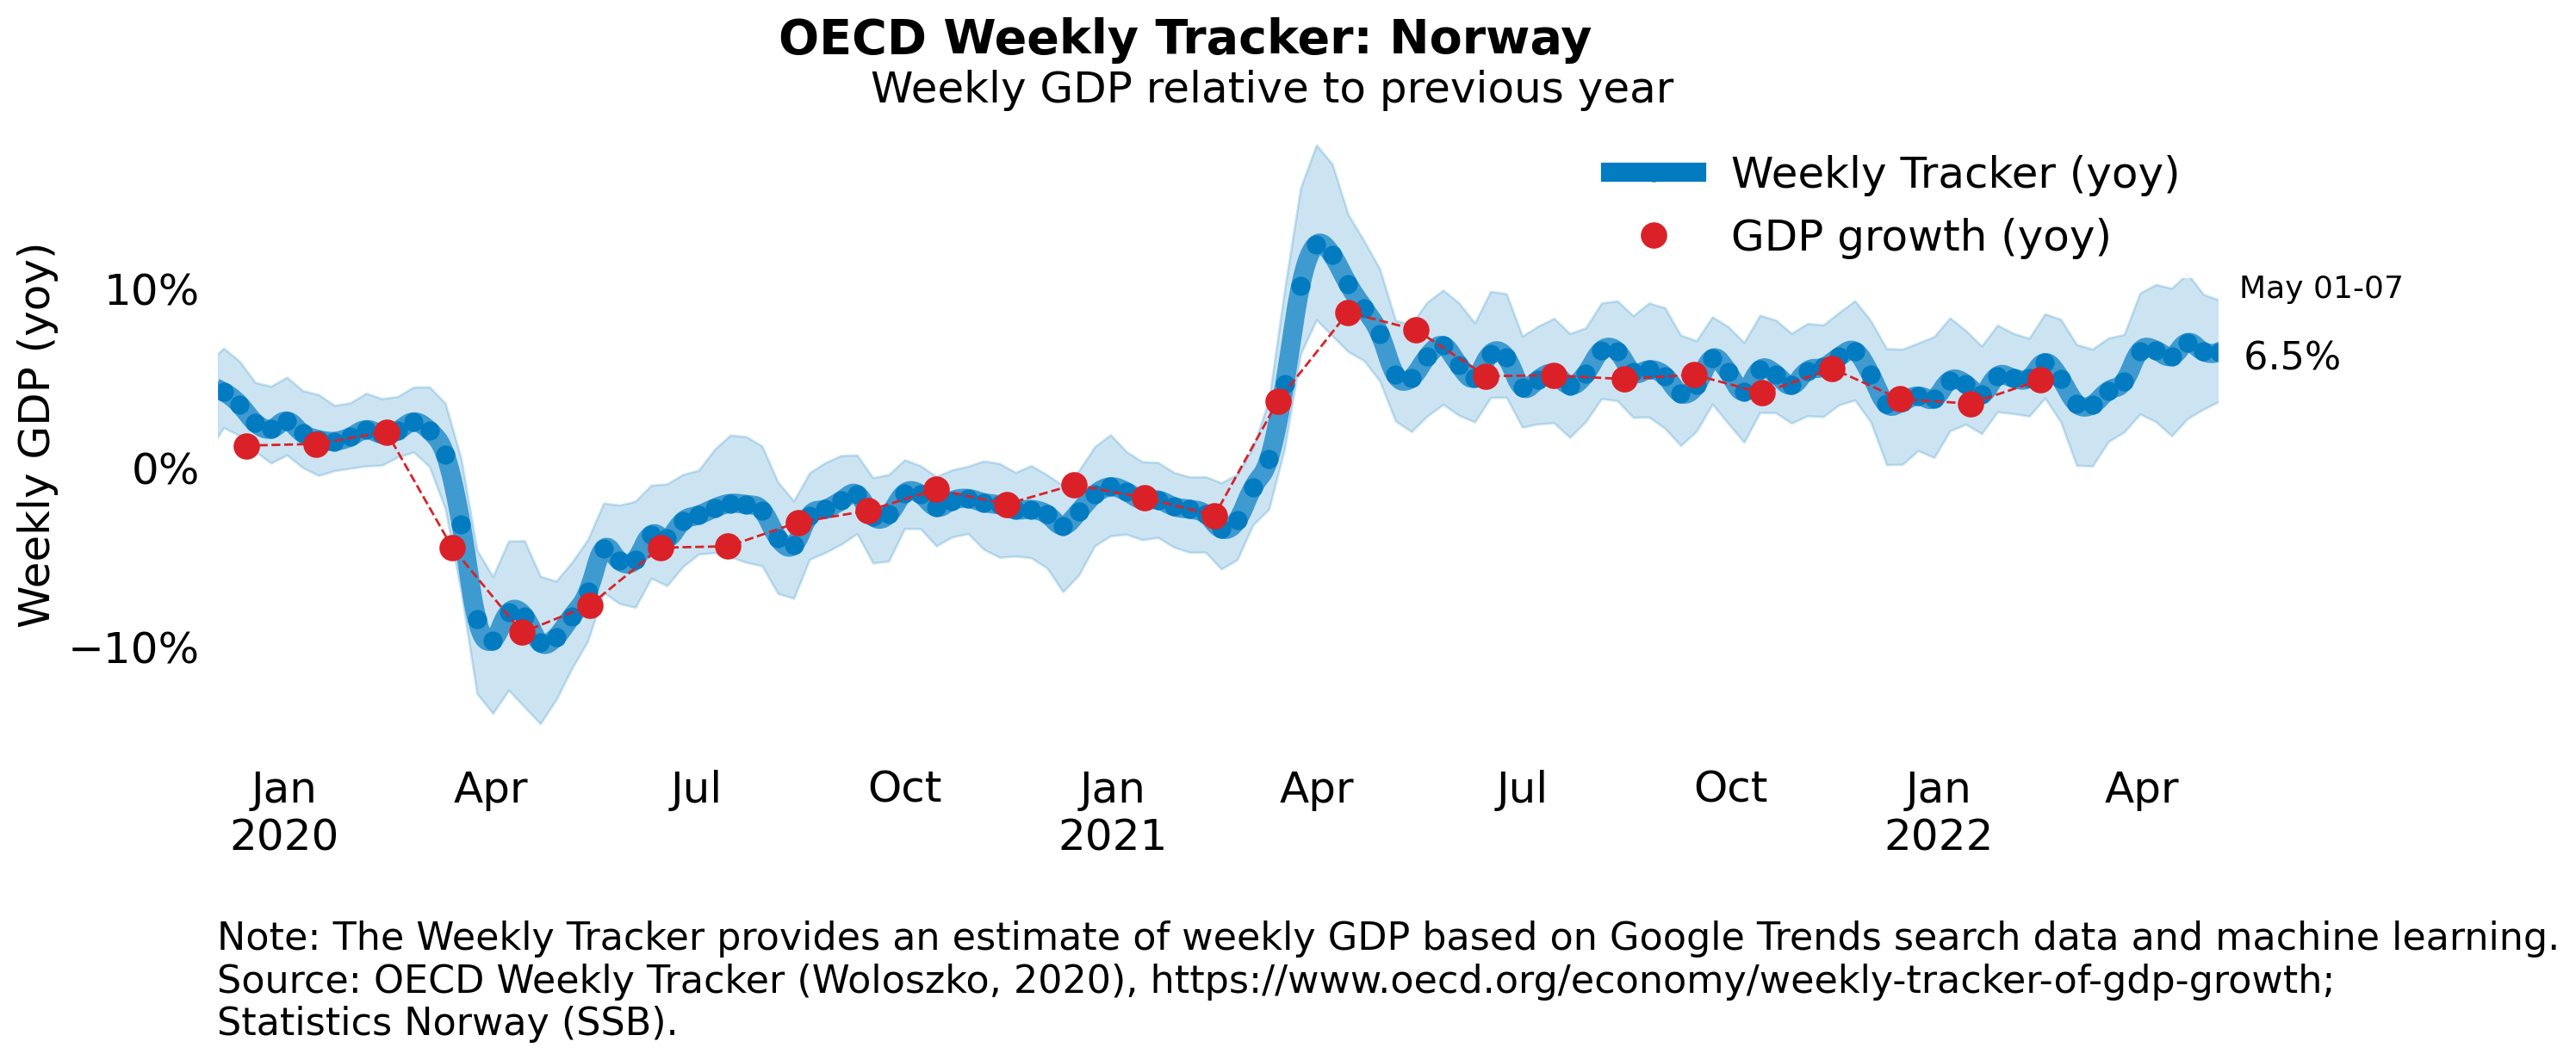 OECD Weekly Tracker: Norway
Weekly GDP relative to previous year
Weekly Tracker (yoy)
GDP growth (yoy)
Weekly GDP (yoy)
10%
0%
−10%
May 01-07
6.5%
Jan Apr Jul Oct Jan Apr Jul Oct Jan Apr
2020 2021 2022
Note: The Weekly Tracker provides an estimate of weekly GDP based on Google Trends search data and machine learning.
Source: OECD Weekly Tracker (Woloszko, 2020), https://www.oecd.org/economy/weekly-tracker-of-gdp-growth;
Statistics Norway (SSB).